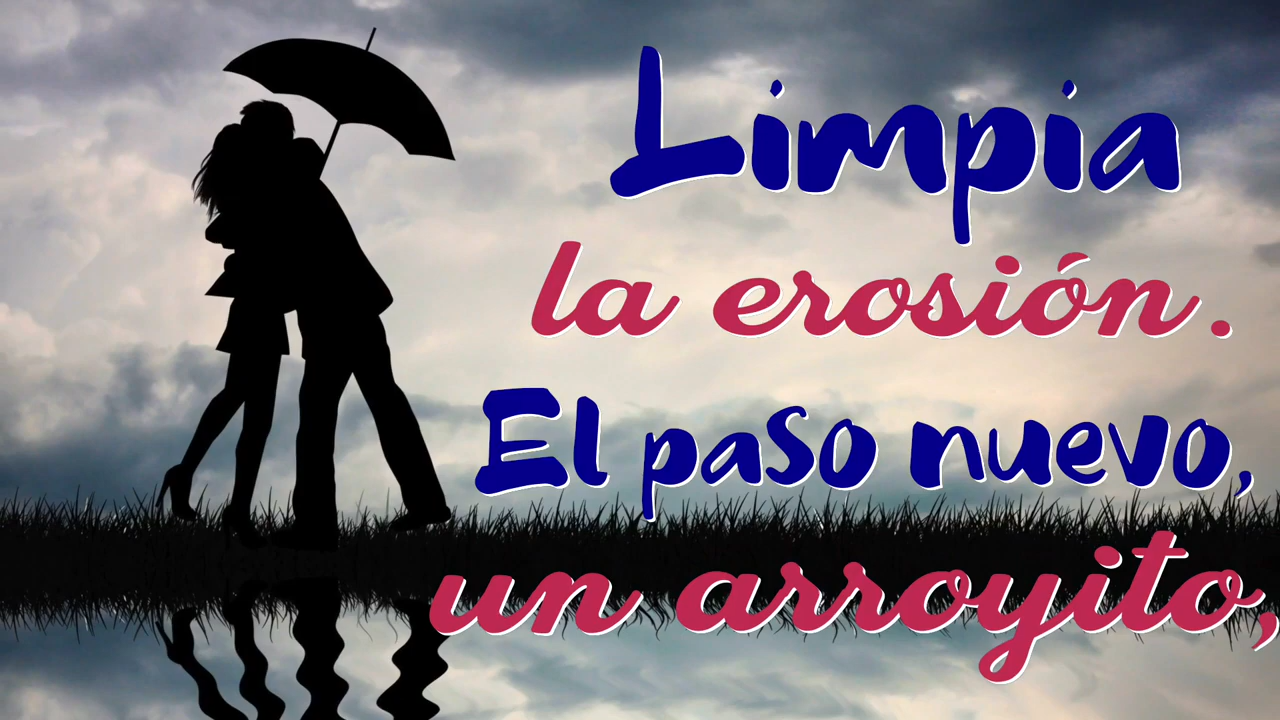 Limpia
la erosión.
El paso nuevo,
un arroyito,